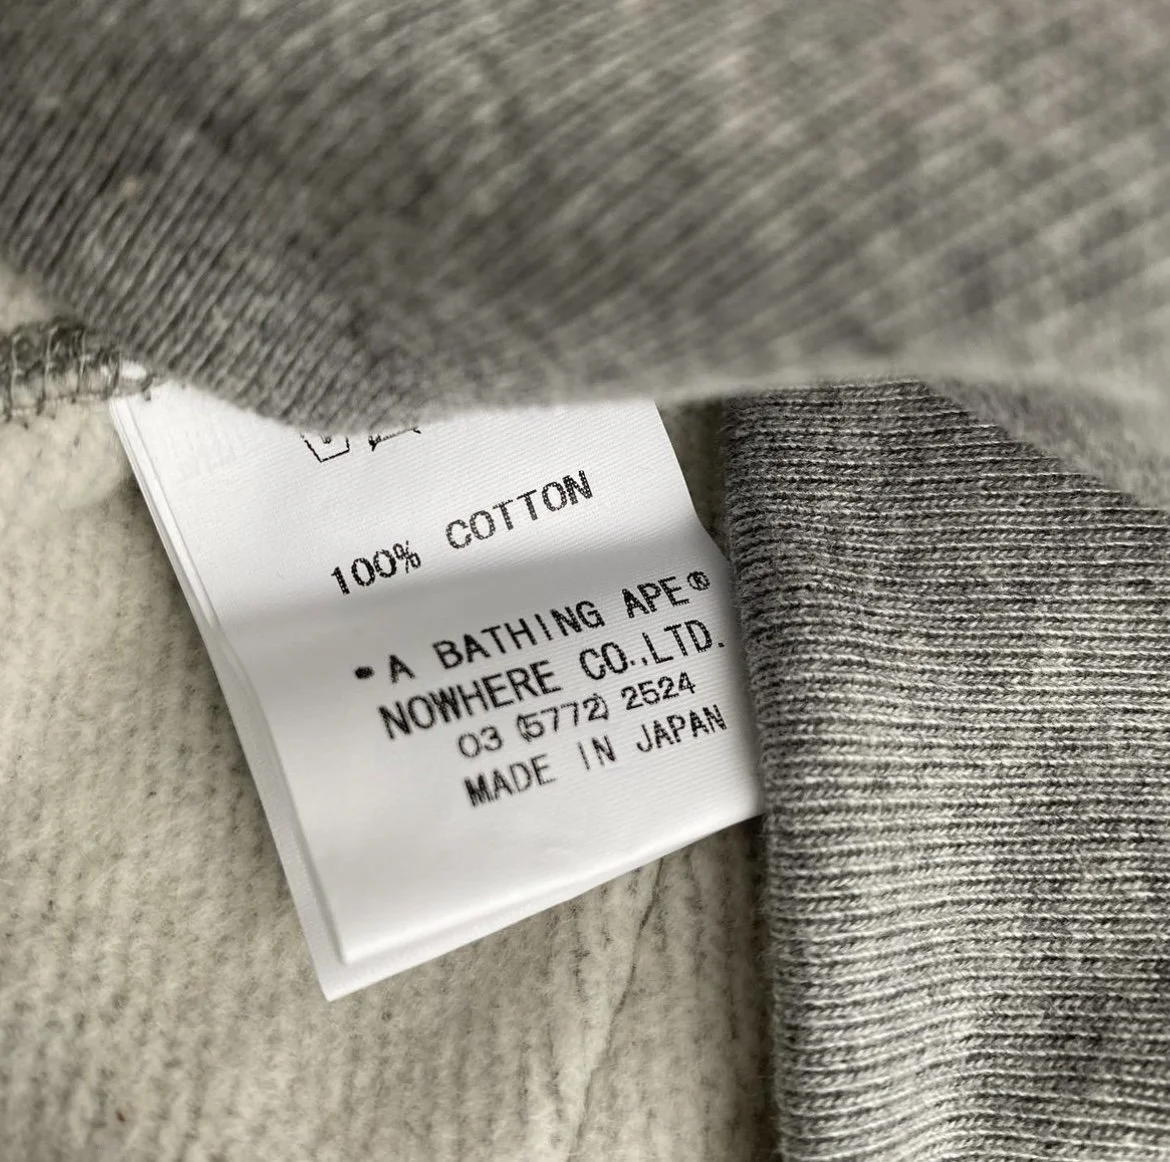 100% COTTON
•A BATHING APE®
NOWHERE CO.,LTD.
03 (5772) 2524
MADE IN JAPAN